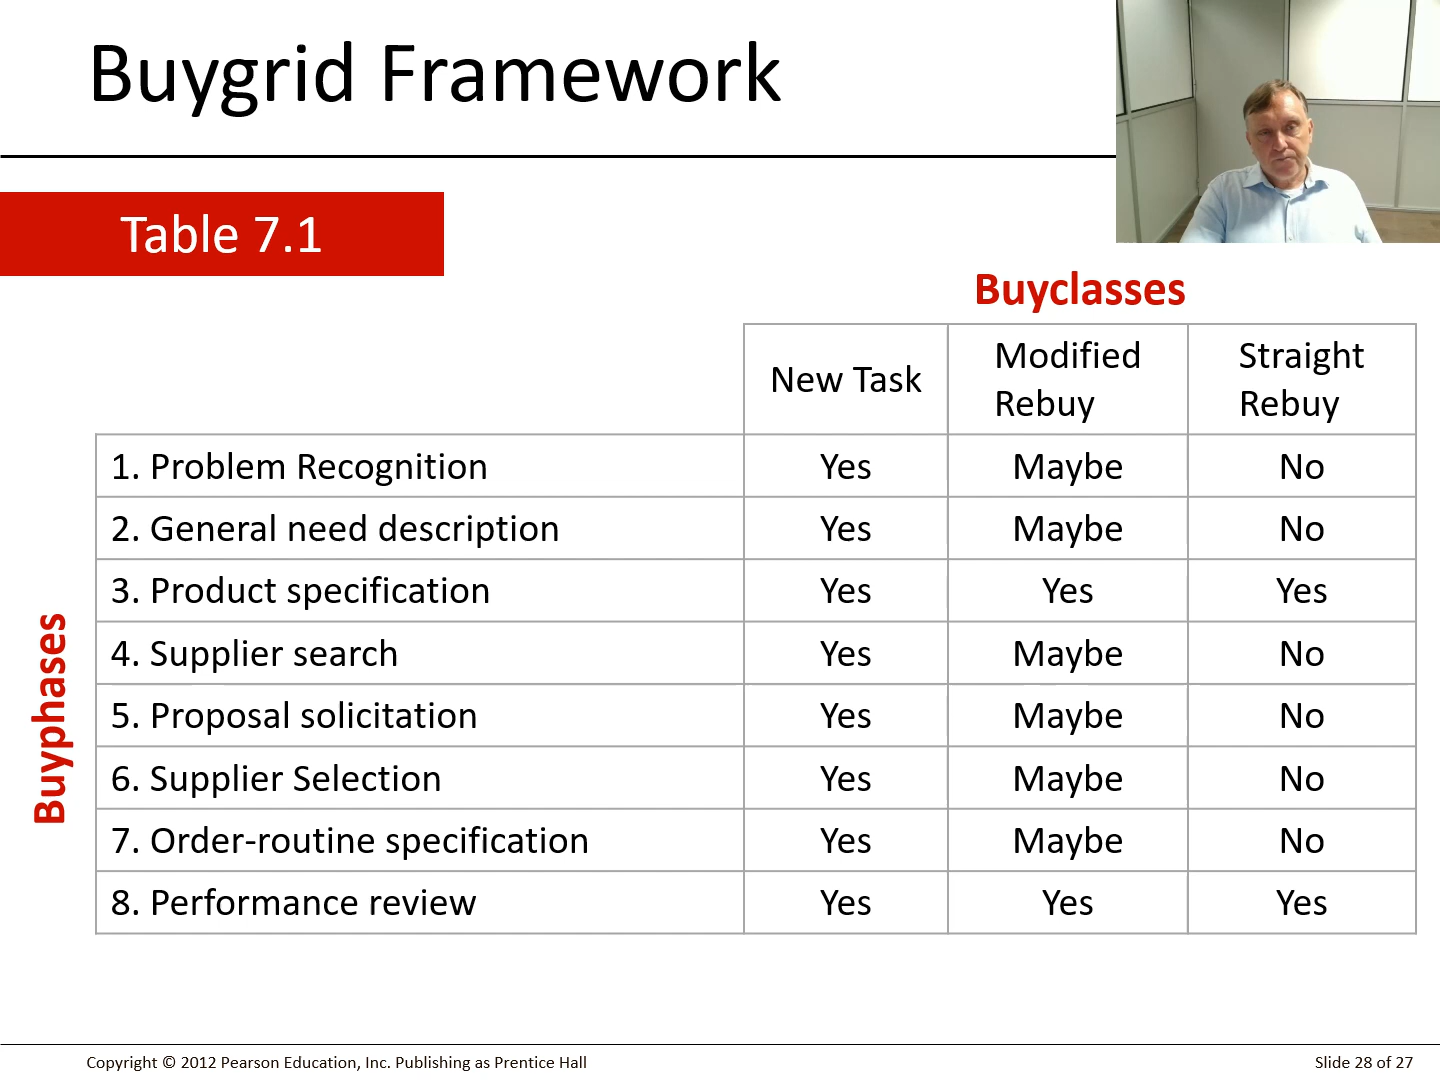 Buygrid Framework
Table 7.1
Buyclasses
New Task Modified Rebuy Straight Rebuy
Buyphases
1. Problem Recognition Yes Maybe No
2. General need description Yes Maybe No
3. Product specification Yes Yes Yes
4. Supplier search Yes Maybe No
5. Proposal solicitation Yes Maybe No
6. Supplier Selection Yes Maybe No
7. Order-routine specification Yes Maybe No
8. Performance review Yes Yes Yes
Copyright © 2012 Pearson Education, Inc. Publishing as Prentice Hall Slide 28 of 27